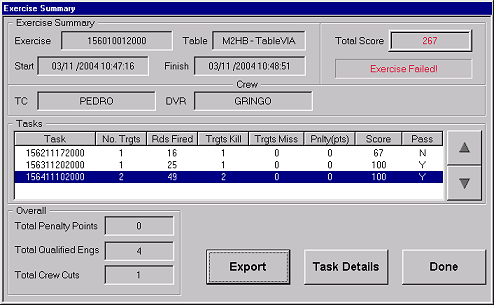 Exercise Summary
Exercise Summary
Exercise 156010012000 Table M2HB - TableVIA Total Score 267
Start 03/11 /2004 10:47:16 Finish 03/11 /2004 10:48:51 Exercise Failed!
Crew
TC PEDRO DVR GRINGO
Tasks
Task No. Trgts Rds Fired Trgts Kill Trgts Miss Pnlty(pts) Score Pass
156211172000 1 16 1 0 0 67 N
156311202000 1 25 1 0 0 100 Y
156411102000 2 49 2 0 0 100 Y
Overall
Total Penalty Points 0
Total Qualified Engs 4
Total Crew Cuts 1
Export Task Details Done